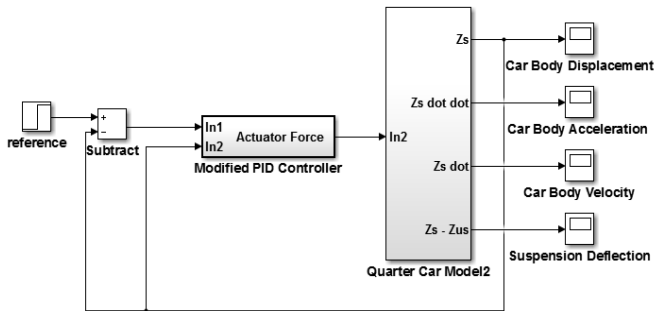 Zs
Car Body Displacement
Zs dot dot
Car Body Acceleration
reference
+
−
Subtract
In1
In2
Actuator Force
Modified PID Controller
In2
Zs dot
Car Body Velocity
Zs - Zus
Suspension Deflection
Quarter Car Model2